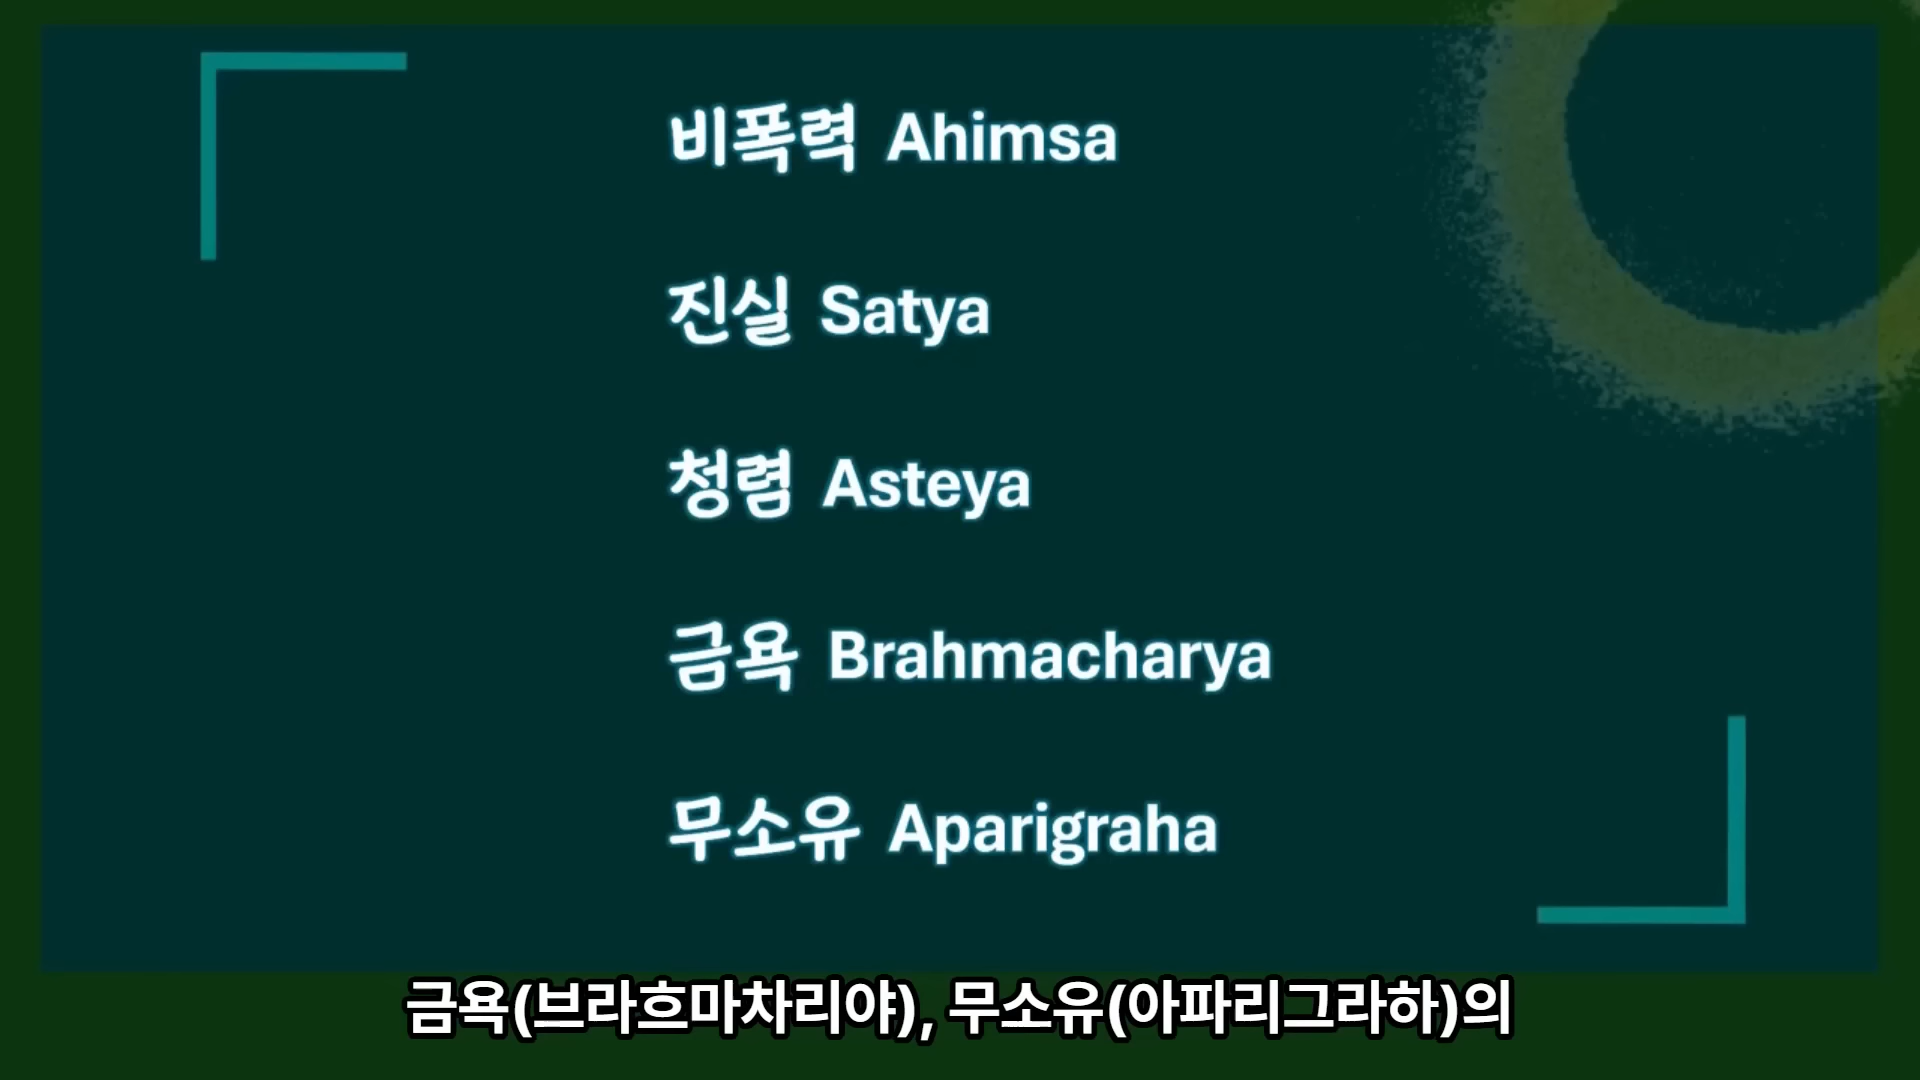 비폭력 Ahimsa
진실 Satya
청렴 Asteya
금욕 Brahmacharya
무소유 Aparigraha
금욕(브라흐마차리야), 무소유(아파리그라하)의